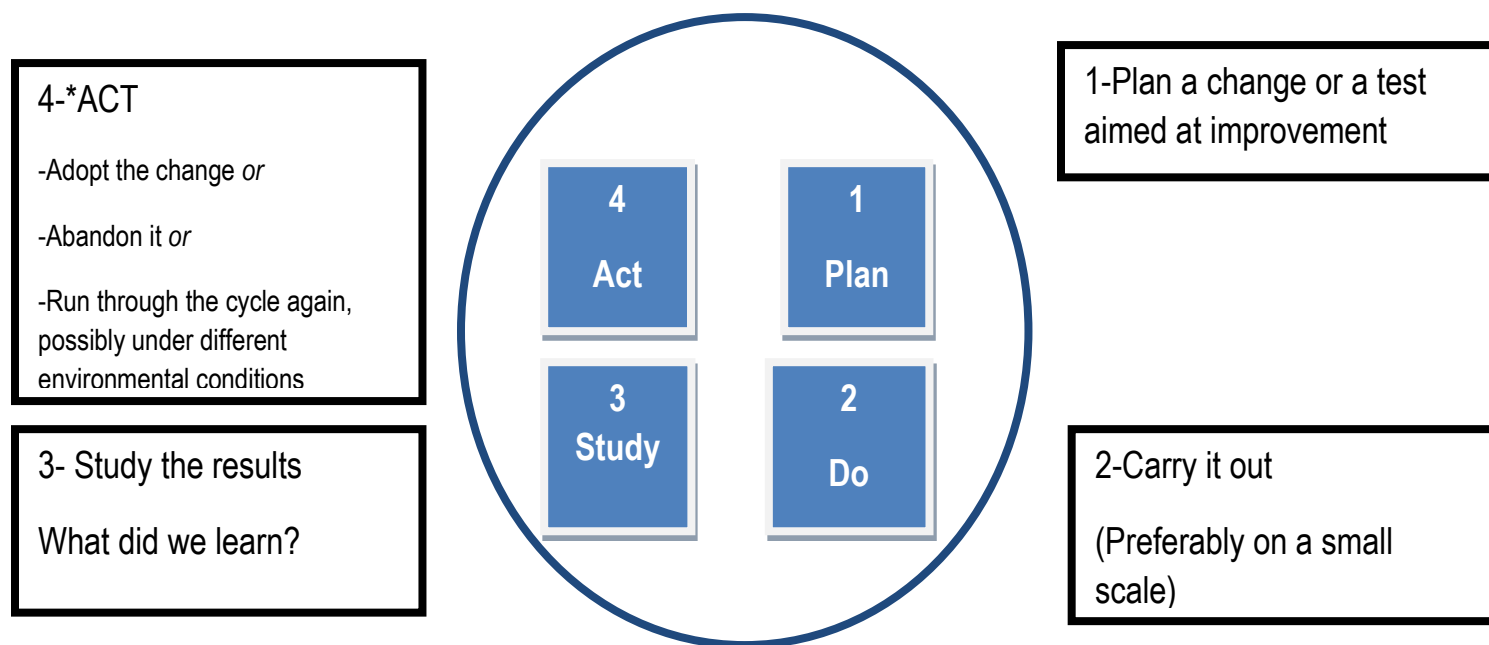 4-*ACT
-Adopt the change or
-Abandon it or
-Run through the cycle again,
possibly under different
environmental conditions
3- Study the results
What did we learn?
4
Act
1
Plan
3
Study
2
Do
1-Plan a change or a test
aimed at improvement
2-Carry it out
(Preferably on a small
scale)